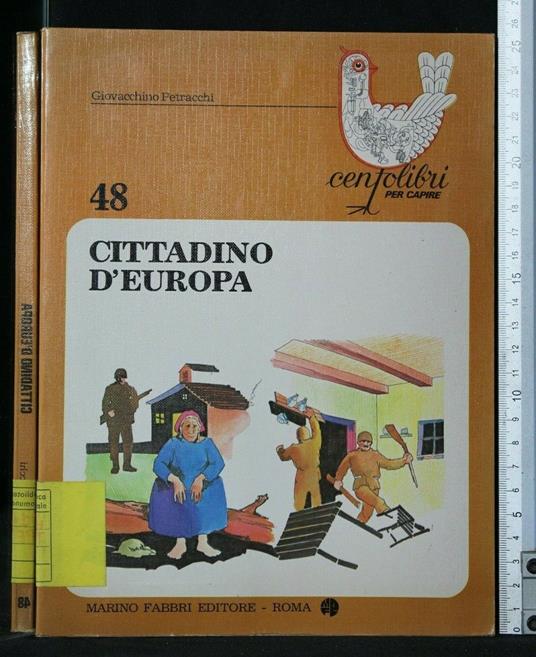 Giovacchino Petracchi
centolibri
PER CAPIRE
48
CITTADINO
D'EUROPA
MARINO FABBRI EDITORE - ROMA
CITTADINO D'EUROPA
48